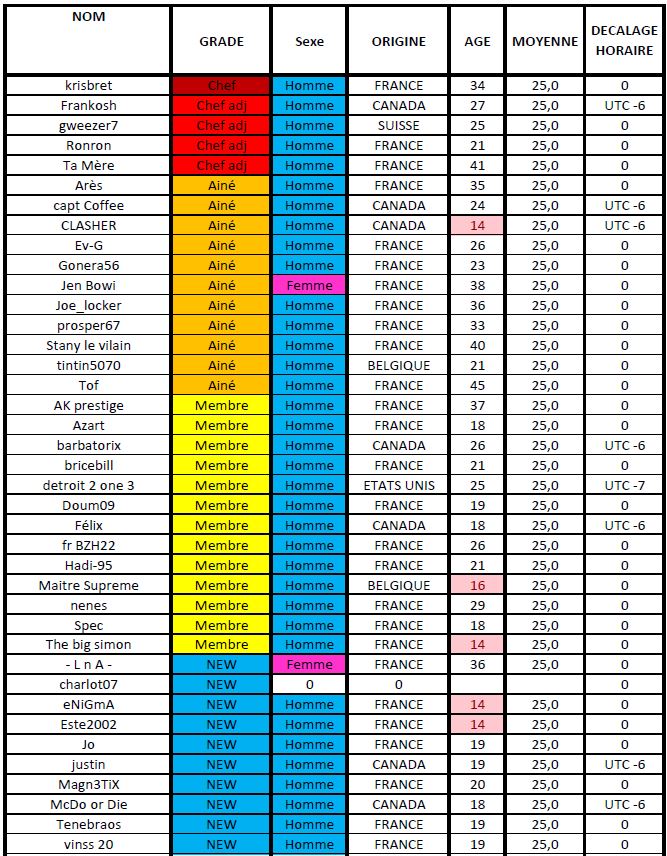 NOM GRADE Sexe ORIGINE AGE MOYENNE DECALAGE HORAIRE
krisbret Chef Homme FRANCE 34 25,0 0
Frankosh Chef adj Homme CANADA 27 25,0 UTC -6
gweezer7 Chef adj Homme SUISSE 25 25,0 0
Ronron Chef adj Homme FRANCE 21 25,0 0
Ta Mère Chef adj Homme FRANCE 41 25,0 0
Arès Ainé Homme FRANCE 35 25,0 0
capt Coffee Ainé Homme CANADA 24 25,0 UTC -6
CLASHER Ainé Homme CANADA 14 25,0 UTC -6
Ev-G Ainé Homme FRANCE 26 25,0 0
Gonera56 Ainé Homme FRANCE 23 25,0 0
Jen Bowi Ainé Femme FRANCE 38 25,0 0
Joe_locker Ainé Homme FRANCE 36 25,0 0
prosper67 Ainé Homme FRANCE 33 25,0 0
Stany le vilain Ainé Homme FRANCE 40 25,0 0
tintin5070 Ainé Homme BELGIQUE 21 25,0 0
Tof Ainé Homme FRANCE 45 25,0 0
AK prestige Membre Homme FRANCE 37 25,0 0
Azart Membre Homme FRANCE 18 25,0 0
barbatorix Membre Homme CANADA 26 25,0 UTC -6
bricebill Membre Homme FRANCE 21 25,0 0
detroit 2 one 3 Membre Homme ETATS UNIS 25 25,0 UTC -7
Doum09 Membre Homme FRANCE 19 25,0 0
Félix Membre Homme CANADA 18 25,0 UTC -6
fr BZH22 Membre Homme FRANCE 26 25,0 0
Hadi-95 Membre Homme FRANCE 21 25,0 0
Maitre Supreme Membre Homme BELGIQUE 16 25,0 0
nenes Membre Homme FRANCE 29 25,0 0
Spec Membre Homme FRANCE 18 25,0 0
The big simon Membre Homme FRANCE 14 25,0 0
- L n A - NEW Femme FRANCE 36 25,0 0
charlot07 NEW 0 0 0
eNiGmA NEW Homme FRANCE 14 25,0 0
Este2002 NEW Homme FRANCE 14 25,0 0
Jo NEW Homme FRANCE 19 25,0 0
justin NEW Homme CANADA 19 25,0 UTC -6
Magn3TiX NEW Homme FRANCE 20 25,0 0
McDo or Die NEW Homme CANADA 18 25,0 UTC -6
Tenebraos NEW Homme FRANCE 19 25,0 0
vinss 20 NEW Homme FRANCE 19 25,0 0